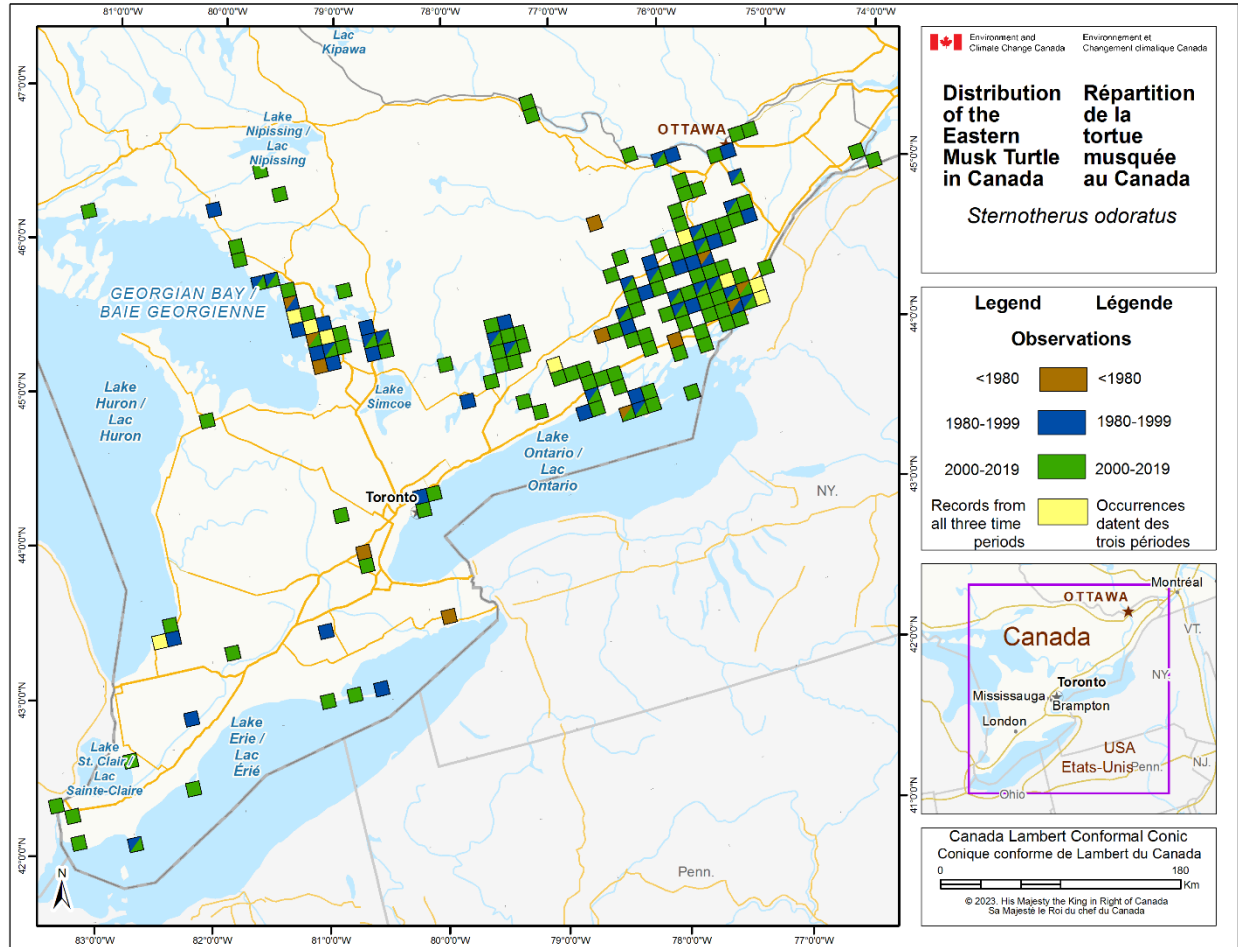 81°0'0"W
80°0'0"W
79°0'0"W
78°0'0"W
77°0'0"W
76°0'0"W
75°0'0"W
74°0'0"W
47°0'0"N
46°0'0"N
45°0'0"N
44°0'0"N
43°0'0"N
42°0'0"N
Lac
Kipawa
Lake
Nipissing /
Lac
Nipissing
OTTAWA
GEORGIAN BAY /
BAIE GEORGIENNE
Lake
Huron /
Lac
Huron
Lake
Simcoe
Lake
Ontario /
Lac
Ontario
Toronto
NY.
Lake
Erie /
Lac
Érié
Lake
St. Clair /
Lac
Sainte-Claire
Penn.
N
45°0'0"N
44°0'0"N
43°0'0"N
42°0'0"N
41°0'0"N
83°0'0"W
82°0'0"W
81°0'0"W
80°0'0"W
79°0'0"W
78°0'0"W
77°0'0"W
Environment and
Climate Change Canada
Environnement et
Changement climatique Canada
Distribution
of the
Eastern
Musk Turtle
in Canada
Répartition
de la
tortue
musquée
au Canada
Sternotherus odoratus
Legend Légende
Observations
<1980 <1980
1980-1999 1980-1999
2000-2019 2000-2019
Records from
all three time
periods
Occurrences
datent des
trois périodes
Montréal
OTTAWA
VT.
Canada
NY.
Toronto
Mississauga
Brampton
London
USA
Etats-Unis
Penn.
NJ.
Ohio
Canada Lambert Conformal Conic
Conique conforme de Lambert du Canada
0 180
Km
© 2023. His Majesty the King in Right of Canada
Sa Majesté le Roi du chef du Canada